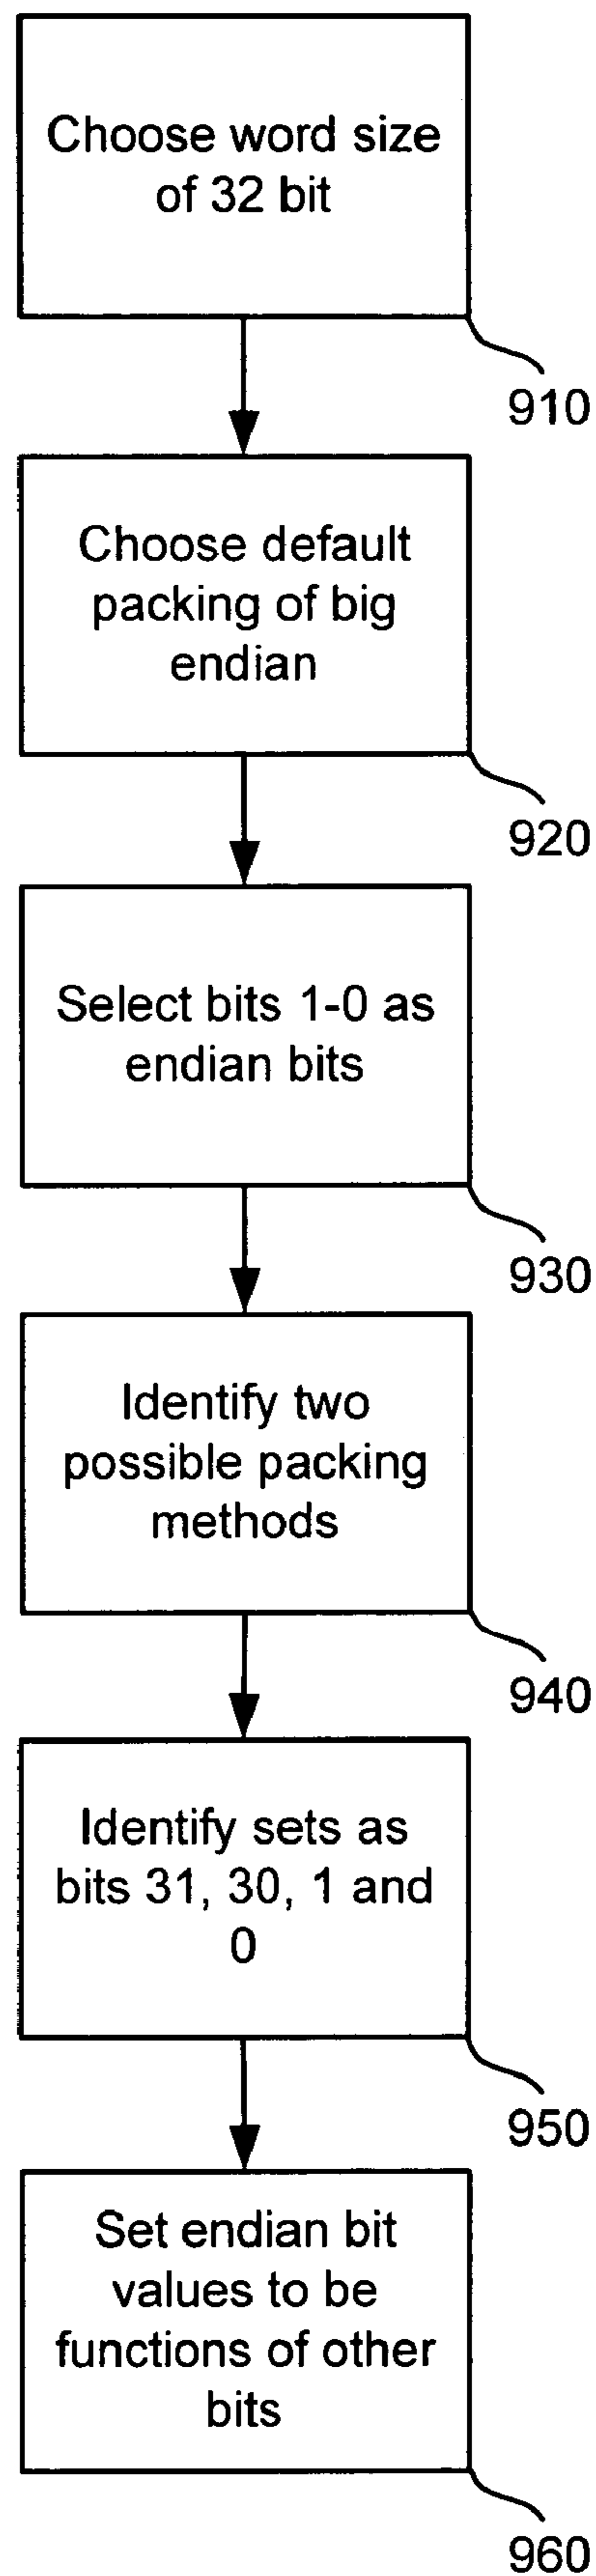 Choose word size
of 32 bit
910
Choose default
packing of big
endian
920
Select bits 1-0 as
endian bits
930
Identify two
possible packing
methods
940
Identify sets as
bits 31, 30, 1 and
0
950
Set endian bit
values to be
functions of other
bits
960